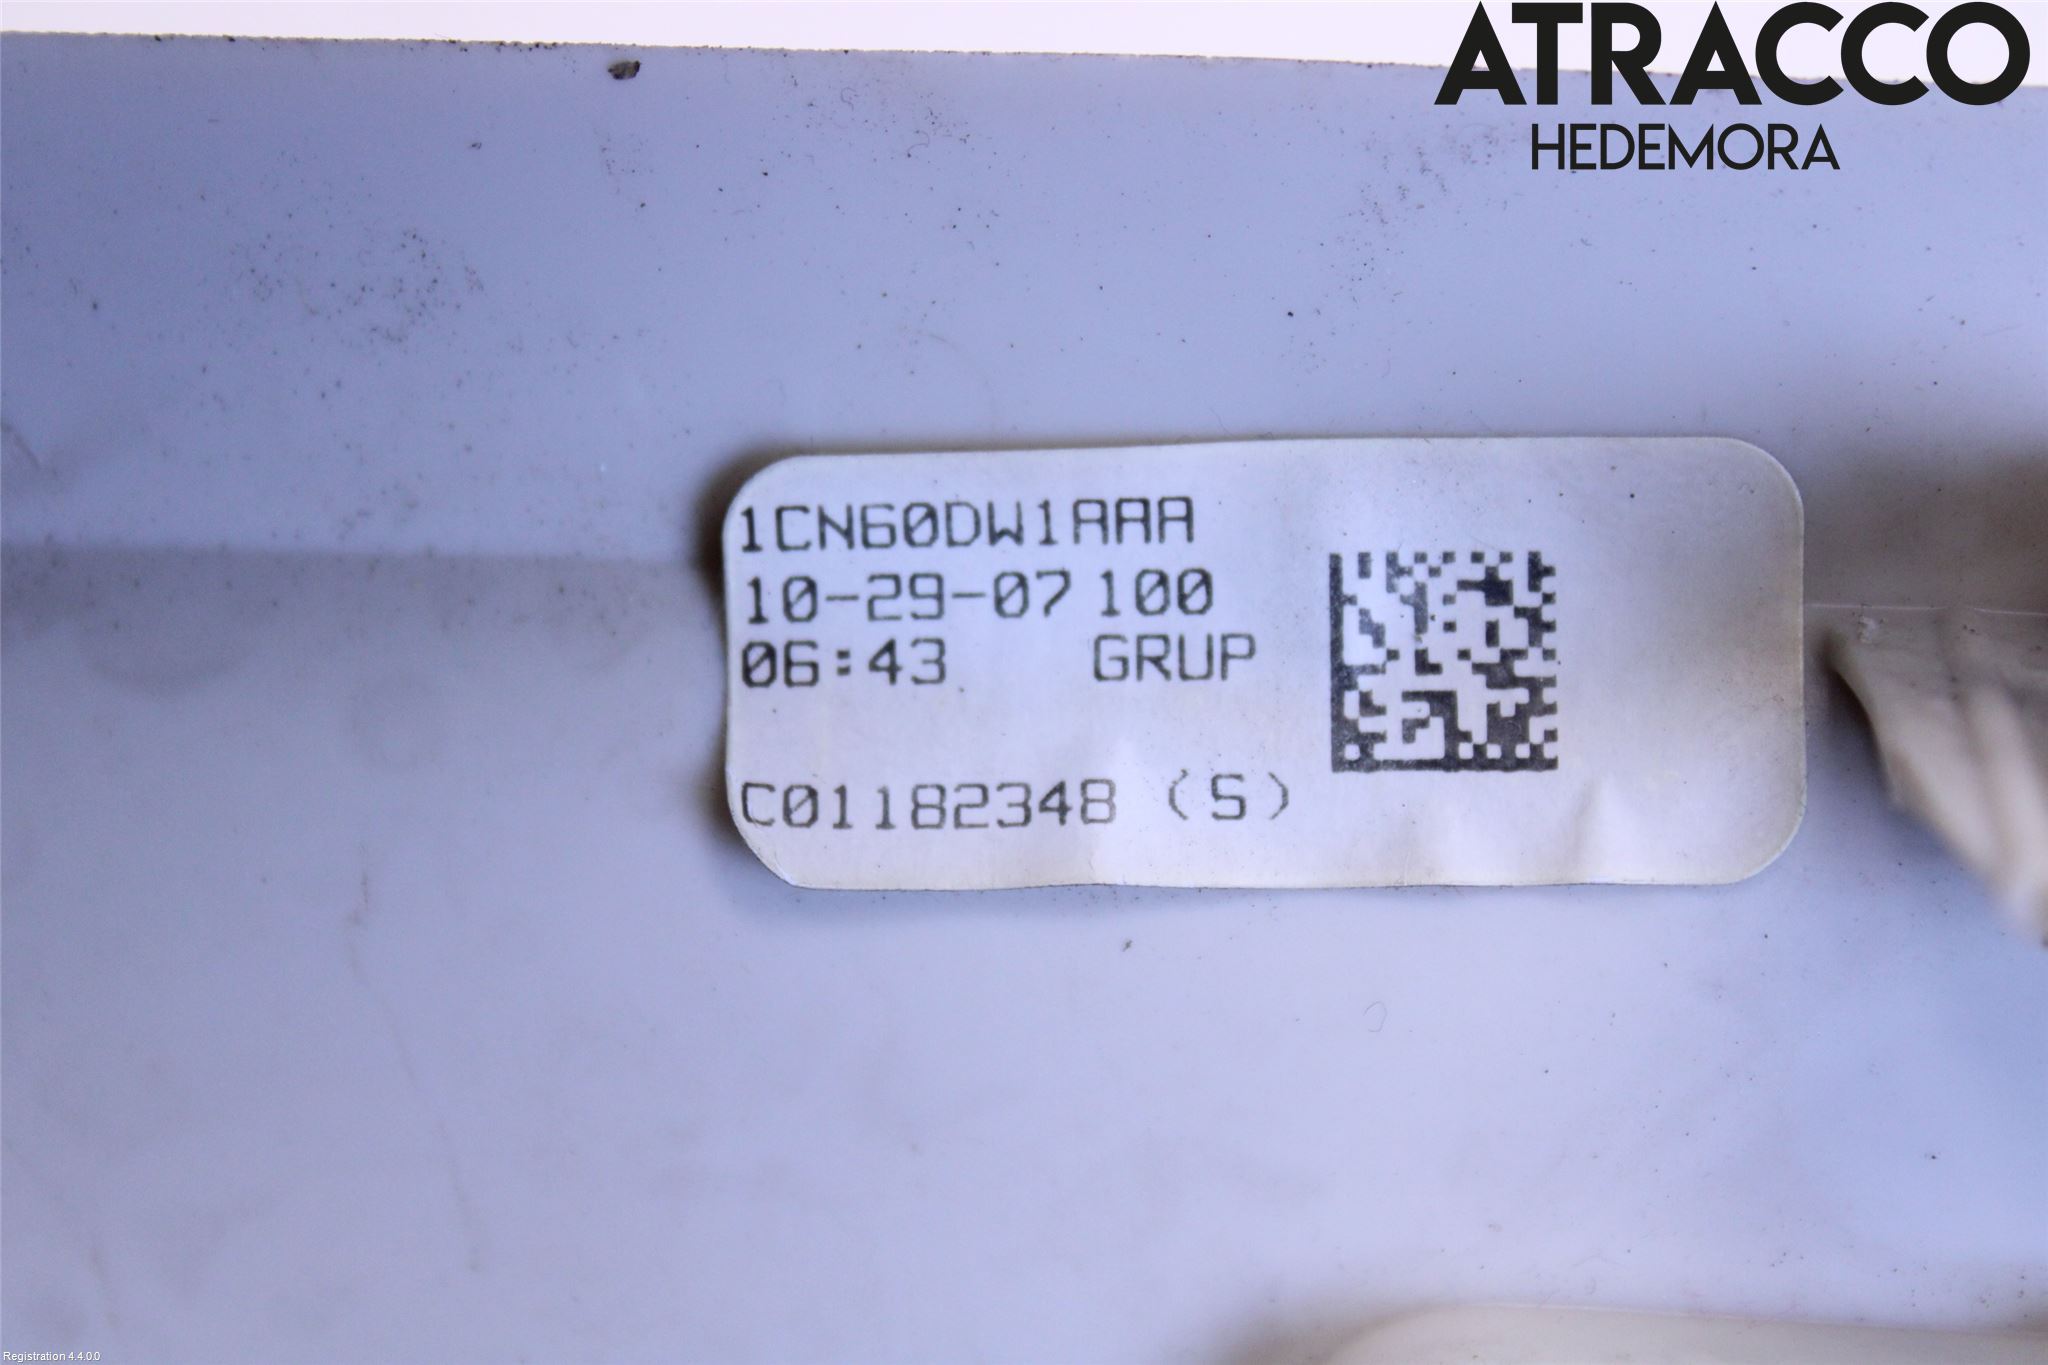 ATRACCO
HEDEMORA
1CN60DW1AAA
10-29-07 100
06:43 GRUP
C01182348 (S)
Registration 4.4.0.0